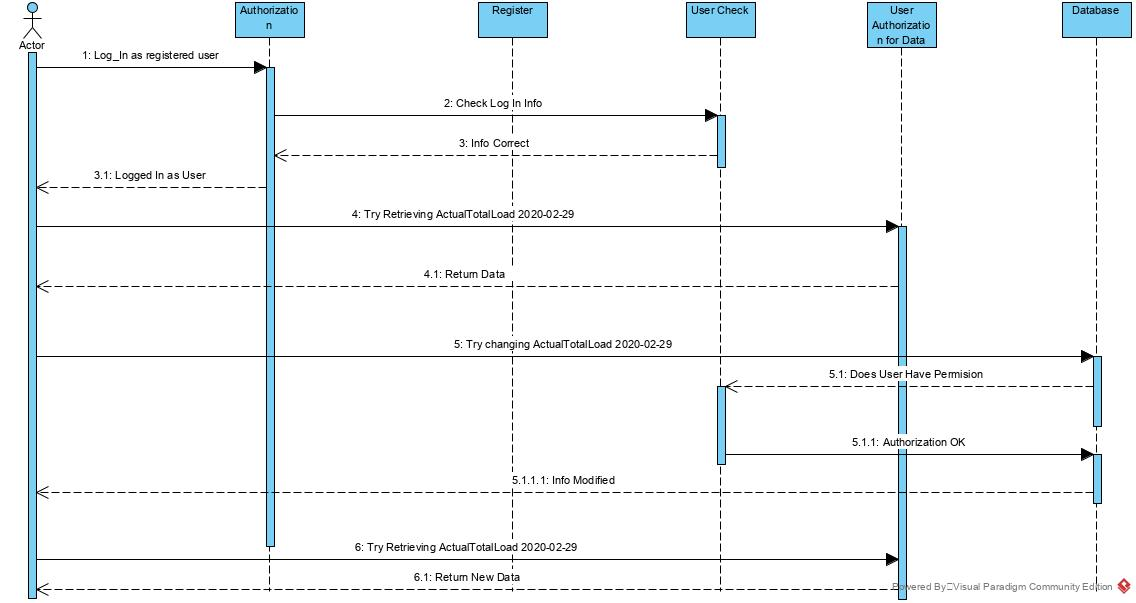 Authorizatio
n
Register
User Check
User
Authorizatio
n for Data
Database
Actor
1: Log_In as registered user
2: Check Log In Info
3: Info Correct
3.1: Logged In as User
4: Try Retrieving ActualTotalLoad 2020-02-29
4.1: Return Data
5: Try changing ActualTotalLoad 2020-02-29
5.1: Does User Have Permision
5.1.1: Authorization OK
5.1.1.1: Info Modified
6: Try Retrieving ActualTotalLoad 2020-02-29
6.1: Return New Data
Powered By Visual Paradigm Community Edition